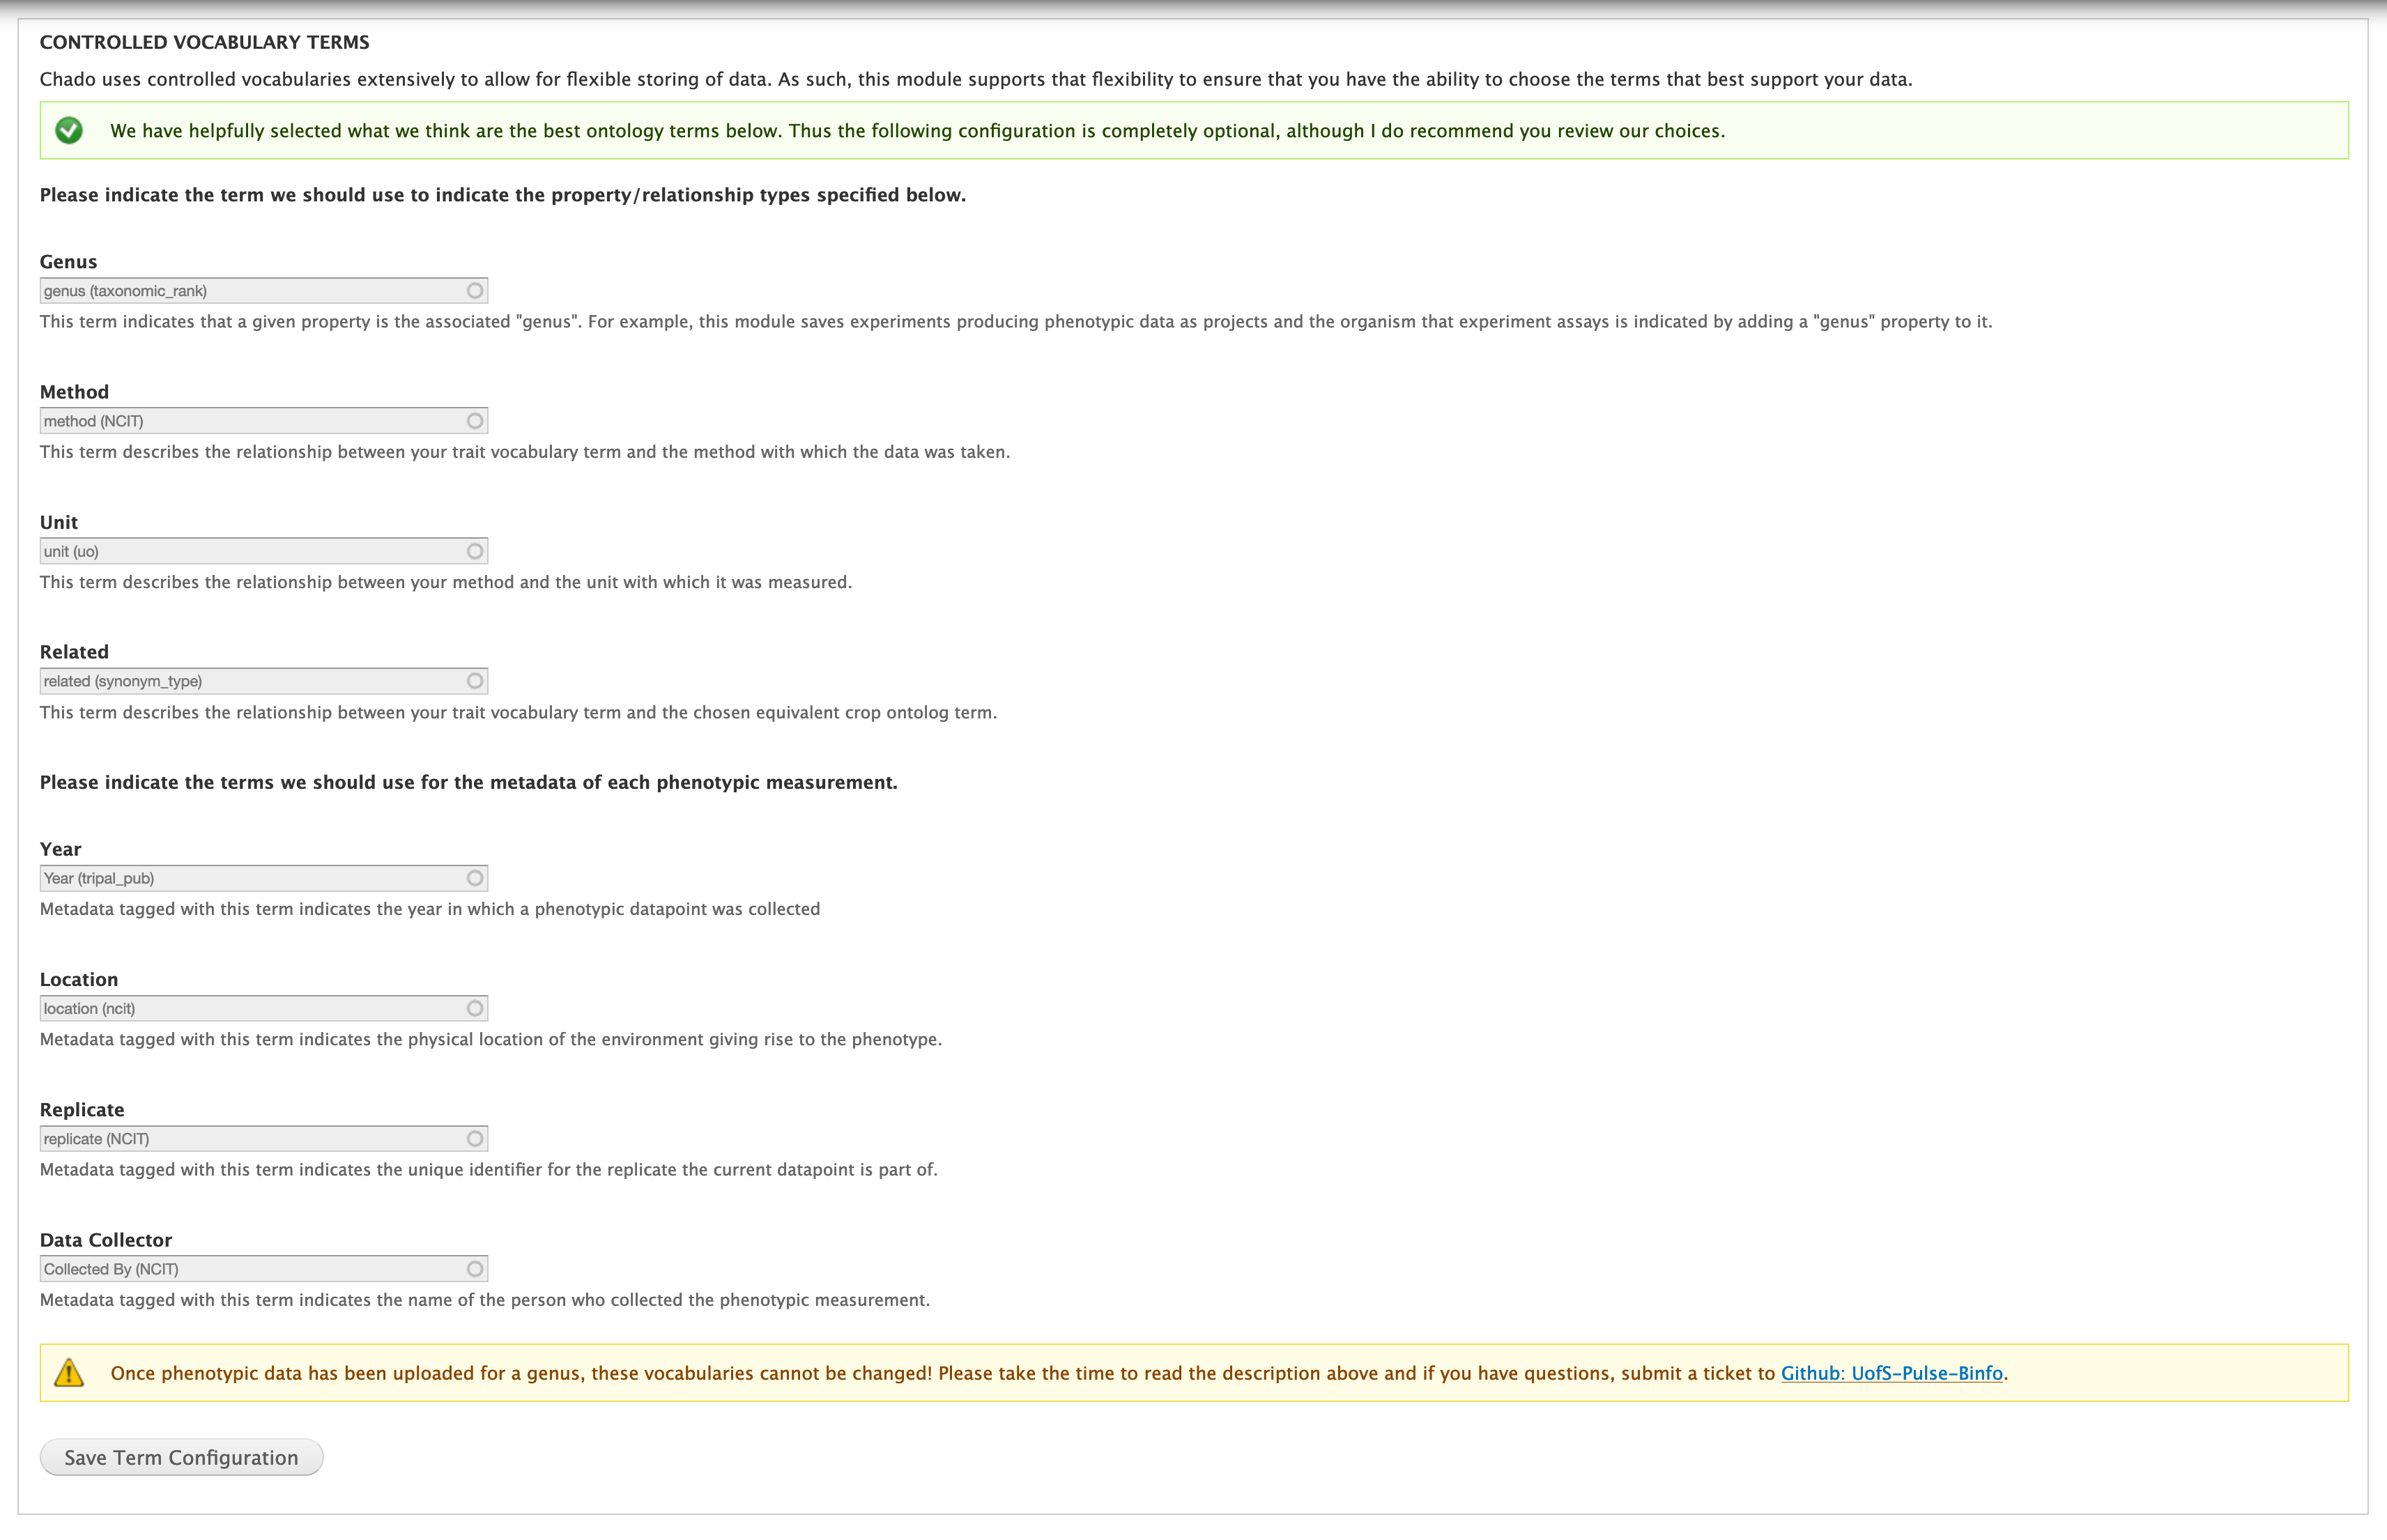 CONTROLLED VOCABULARY TERMS
Chado uses controlled vocabularies extensively to allow for flexible storing of data. As such, this module supports that flexibility to ensure that you have the ability to choose the terms that best support your data.
We have helpfully selected what we think are the best ontology terms below. Thus the following configuration is completely optional, although I do recommend you review our choices.
Please indicate the term we should use to indicate the property/relationship types specified below.
Genus
genus (taxonomic_rank)
This term indicates that a given property is the associated "genus". For example, this module saves experiments producing phenotypic data as projects and the organism that experiment assays is indicated by adding a "genus" property to it.
Method
method (NCIT)
This term describes the relationship between your trait vocabulary term and the method with which the data was taken.
Unit
unit (uo)
This term describes the relationship between your method and the unit with which it was measured.
Related
related (synonym_type)
This term describes the relationship between your trait vocabulary term and the chosen equivalent crop ontolog term.
Please indicate the terms we should use for the metadata of each phenotypic measurement.
Year
Year (tripal_pub)
Metadata tagged with this term indicates the year in which a phenotypic datapoint was collected
Location
location (ncit)
Metadata tagged with this term indicates the physical location of the environment giving rise to the phenotype.
Replicate
replicate (NCIT)
Metadata tagged with this term indicates the unique identifier for the replicate the current datapoint is part of.
Data Collector
Collected By (NCIT)
Metadata tagged with this term indicates the name of the person who collected the phenotypic measurement.
Once phenotypic data has been uploaded for a genus, these vocabularies cannot be changed! Please take the time to read the description above and if you have questions, submit a ticket to Github: UofS-Pulse-Binfo.
Save Term Configuration